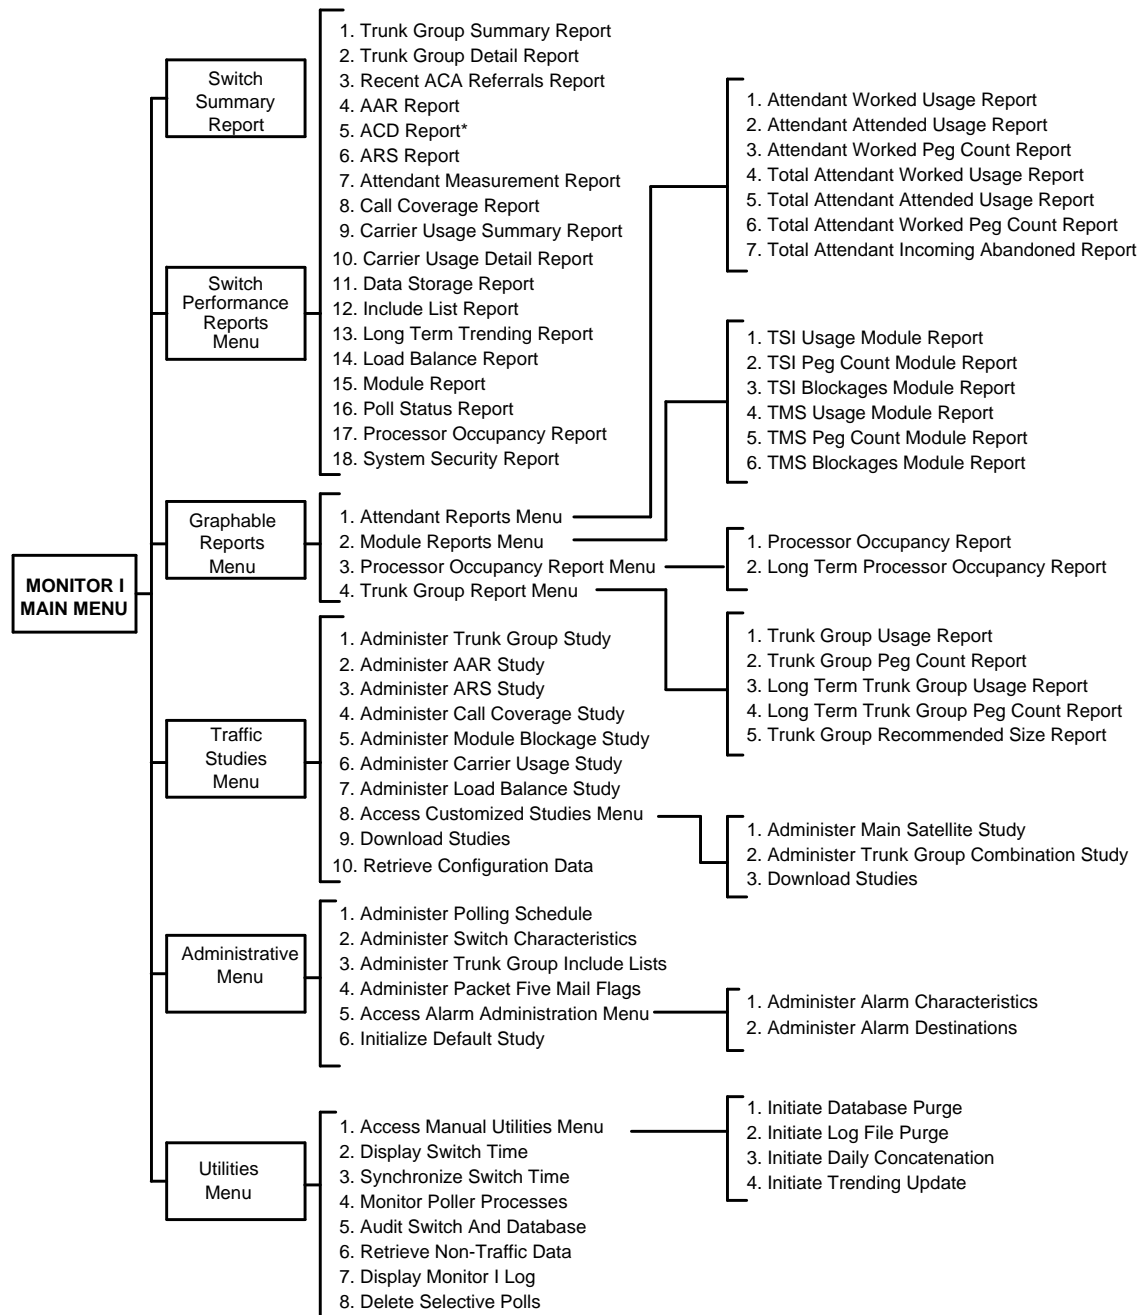 MONITOR I
MAIN MENU
Switch
Summary
Report
Switch
Performance
Reports
Menu
1. Trunk Group Summary Report
2. Trunk Group Detail Report
3. Recent ACA Referrals Report
4. AAR Report
5. ACD Report*
6. ARS Report
7. Attendant Measurement Report
8. Call Coverage Report
9. Carrier Usage Summary Report
10. Carrier Usage Detail Report
11. Data Storage Report
12. Include List Report
13. Long Term Trending Report
14. Load Balance Report
15. Module Report
16. Poll Status Report
17. Processor Occupancy Report
18. System Security Report
Graphable
Reports
Menu
1. Attendant Reports Menu
2. Module Reports Menu
3. Processor Occupancy Report Menu
4. Trunk Group Report Menu
1. Attendant Worked Usage Report
2. Attendant Attended Usage Report
3. Attendant Worked Peg Count Report
4. Total Attendant Worked Usage Report
5. Total Attendant Attended Usage Report
6. Total Attendant Worked Peg Count Report
7. Total Attendant Incoming Abandoned Report
1. TSI Usage Module Report
2. TSI Peg Count Module Report
3. TSI Blockages Module Report
4. TMS Usage Module Report
5. TMS Peg Count Module Report
6. TMS Blockages Module Report
1. Processor Occupancy Report
2. Long Term Processor Occupancy Report
1. Trunk Group Usage Report
2. Trunk Group Peg Count Report
3. Long Term Trunk Group Usage Report
4. Long Term Trunk Group Peg Count Report
5. Trunk Group Recommended Size Report
Traffic
Studies
Menu
1. Administer Trunk Group Study
2. Administer AAR Study
3. Administer ARS Study
4. Administer Call Coverage Study
5. Administer Module Blockage Study
6. Administer Carrier Usage Study
7. Administer Load Balance Study
8. Access Customized Studies Menu
9. Download Studies
10. Retrieve Configuration Data
1. Administer Main Satellite Study
2. Administer Trunk Group Combination Study
3. Download Studies
Administrative
Menu
1. Administer Polling Schedule
2. Administer Switch Characteristics
3. Administer Trunk Group Include Lists
4. Administer Packet Five Mail Flags
5. Access Alarm Administration Menu
6. Initialize Default Study
1. Administer Alarm Characteristics
2. Administer Alarm Destinations
Utilities
Menu
1. Access Manual Utilities Menu
2. Display Switch Time
3. Synchronize Switch Time
4. Monitor Poller Processes
5. Audit Switch And Database
6. Retrieve Non-Traffic Data
7. Display Monitor I Log
8. Delete Selective Polls
1. Initiate Database Purge
2. Initiate Log File Purge
3. Initiate Daily Concatenation
4. Initiate Trending Update